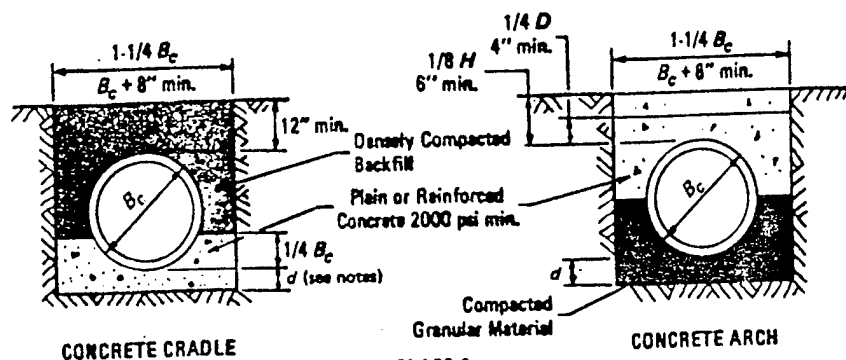 1-1/4 Bc
Bc + 8" min.
12" min.
Densely Compacted
Backfill
Plain or Reinforced
Concrete 2000 psi min.
Bc
1/4 Bc
d (see notes)
CONCRETE CRADLE
1/4 D
4" min.
1/8 H
6" min.
1-1/4 Bc
Bc + 8" min.
Bc
d
Compacted
Granular Material
CONCRETE ARCH